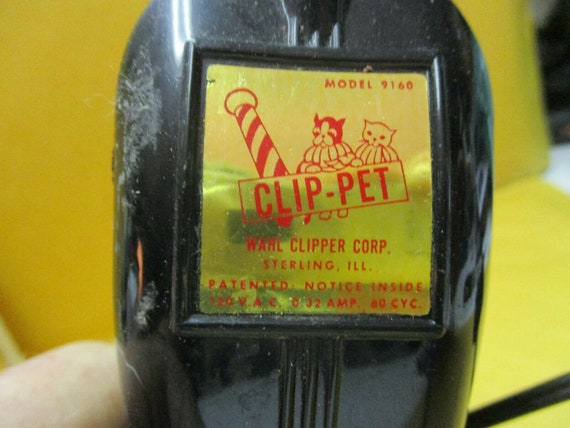 MODEL 9160
CLIP-PET
WAHL CLIPPER CORP.
STERLING, ILL.
PATENTED. NOTICE INSIDE
120 V.A.C. 0.32 AMP. 60 CYC.